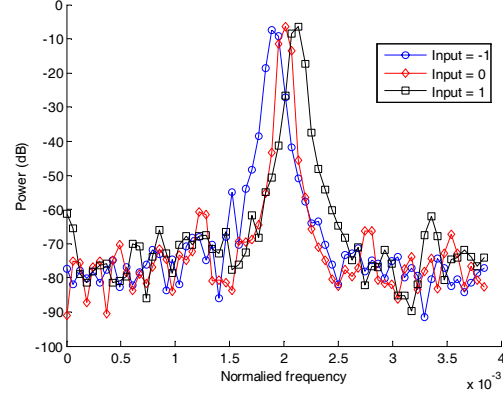 0
-10
-20
-30
-40
-50
-60
-70
-80
-90
-100
Power (dB)
Input = -1
Input = 0
Input = 1
0 0.5 1 1.5 2 2.5 3 3.5 4
x 10⁻³
Normalied frequency